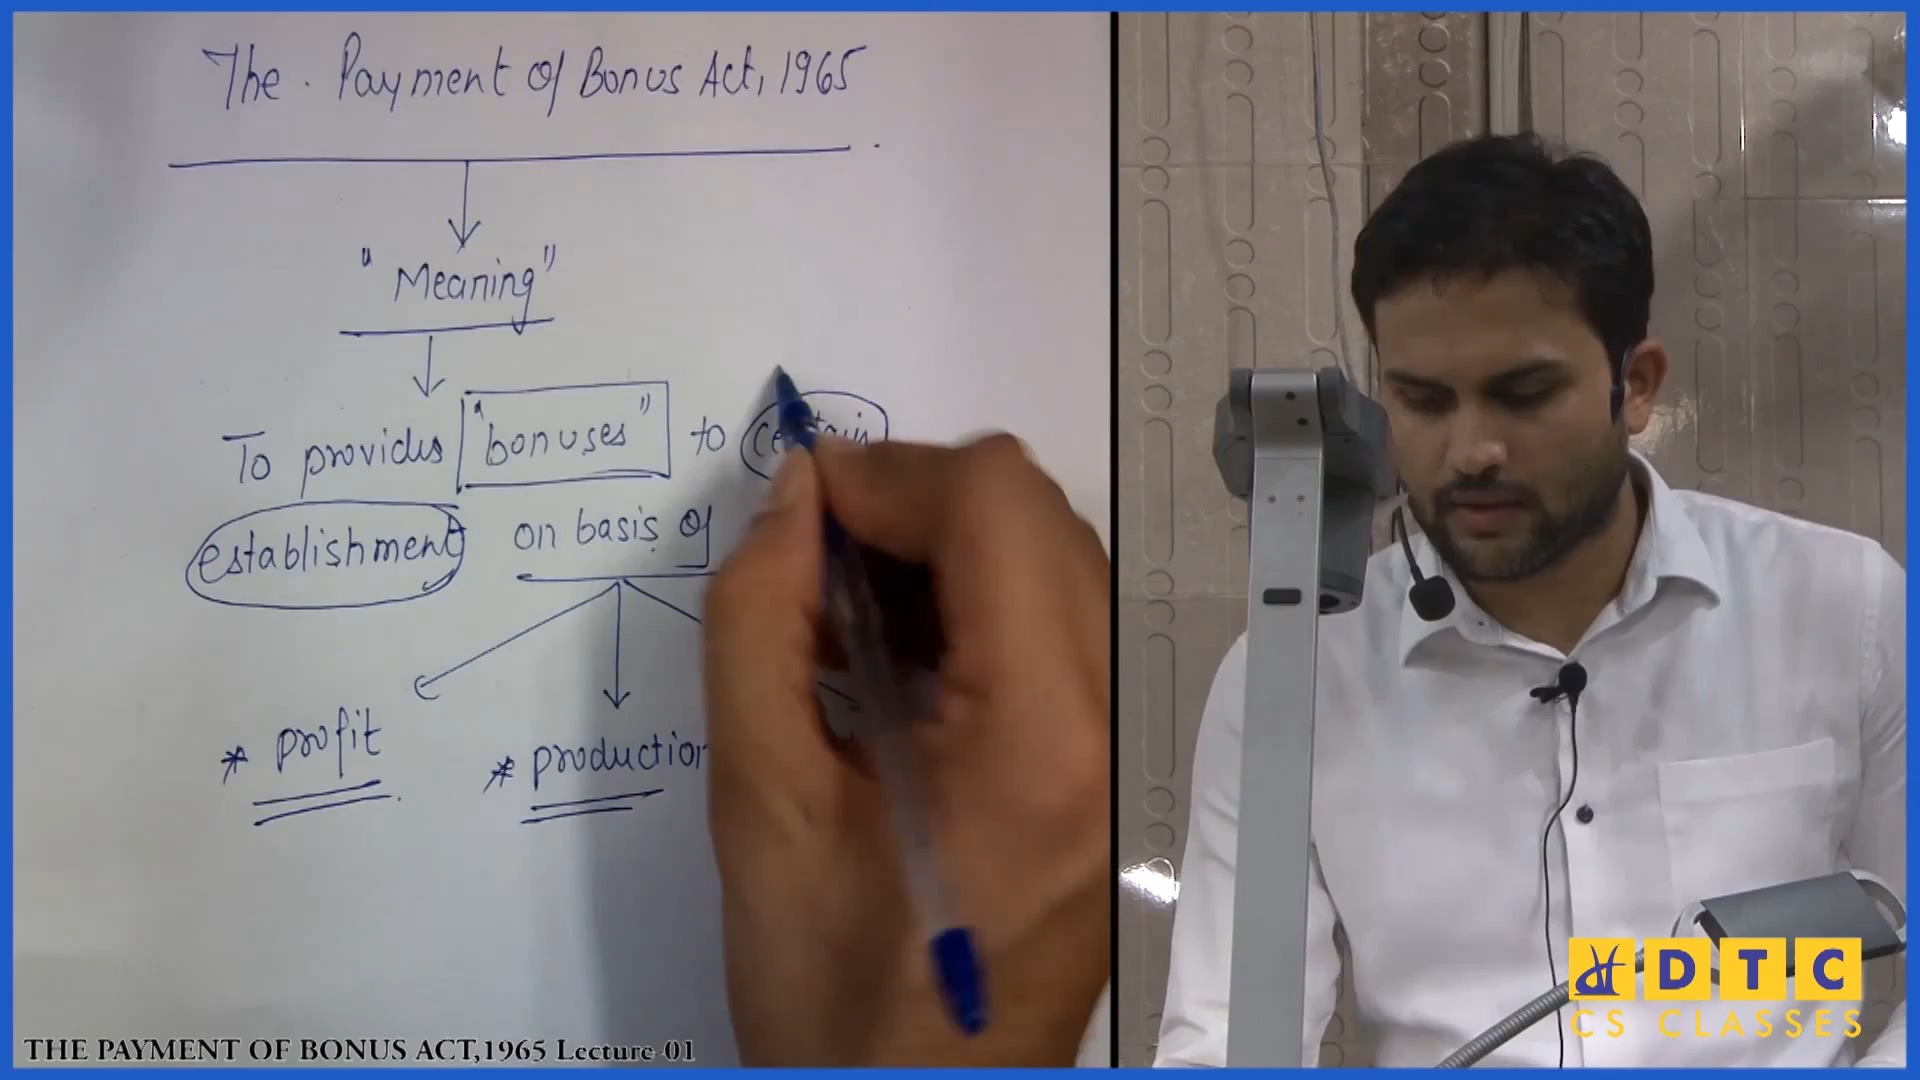 The . Payment of Bonus Act, 1965
"Meaning"
To provides "bonuses" to
establishment on basis of
* profit * production
THE PAYMENT OF BONUS ACT,1965 Lecture-01
DTC
CS CLASSES